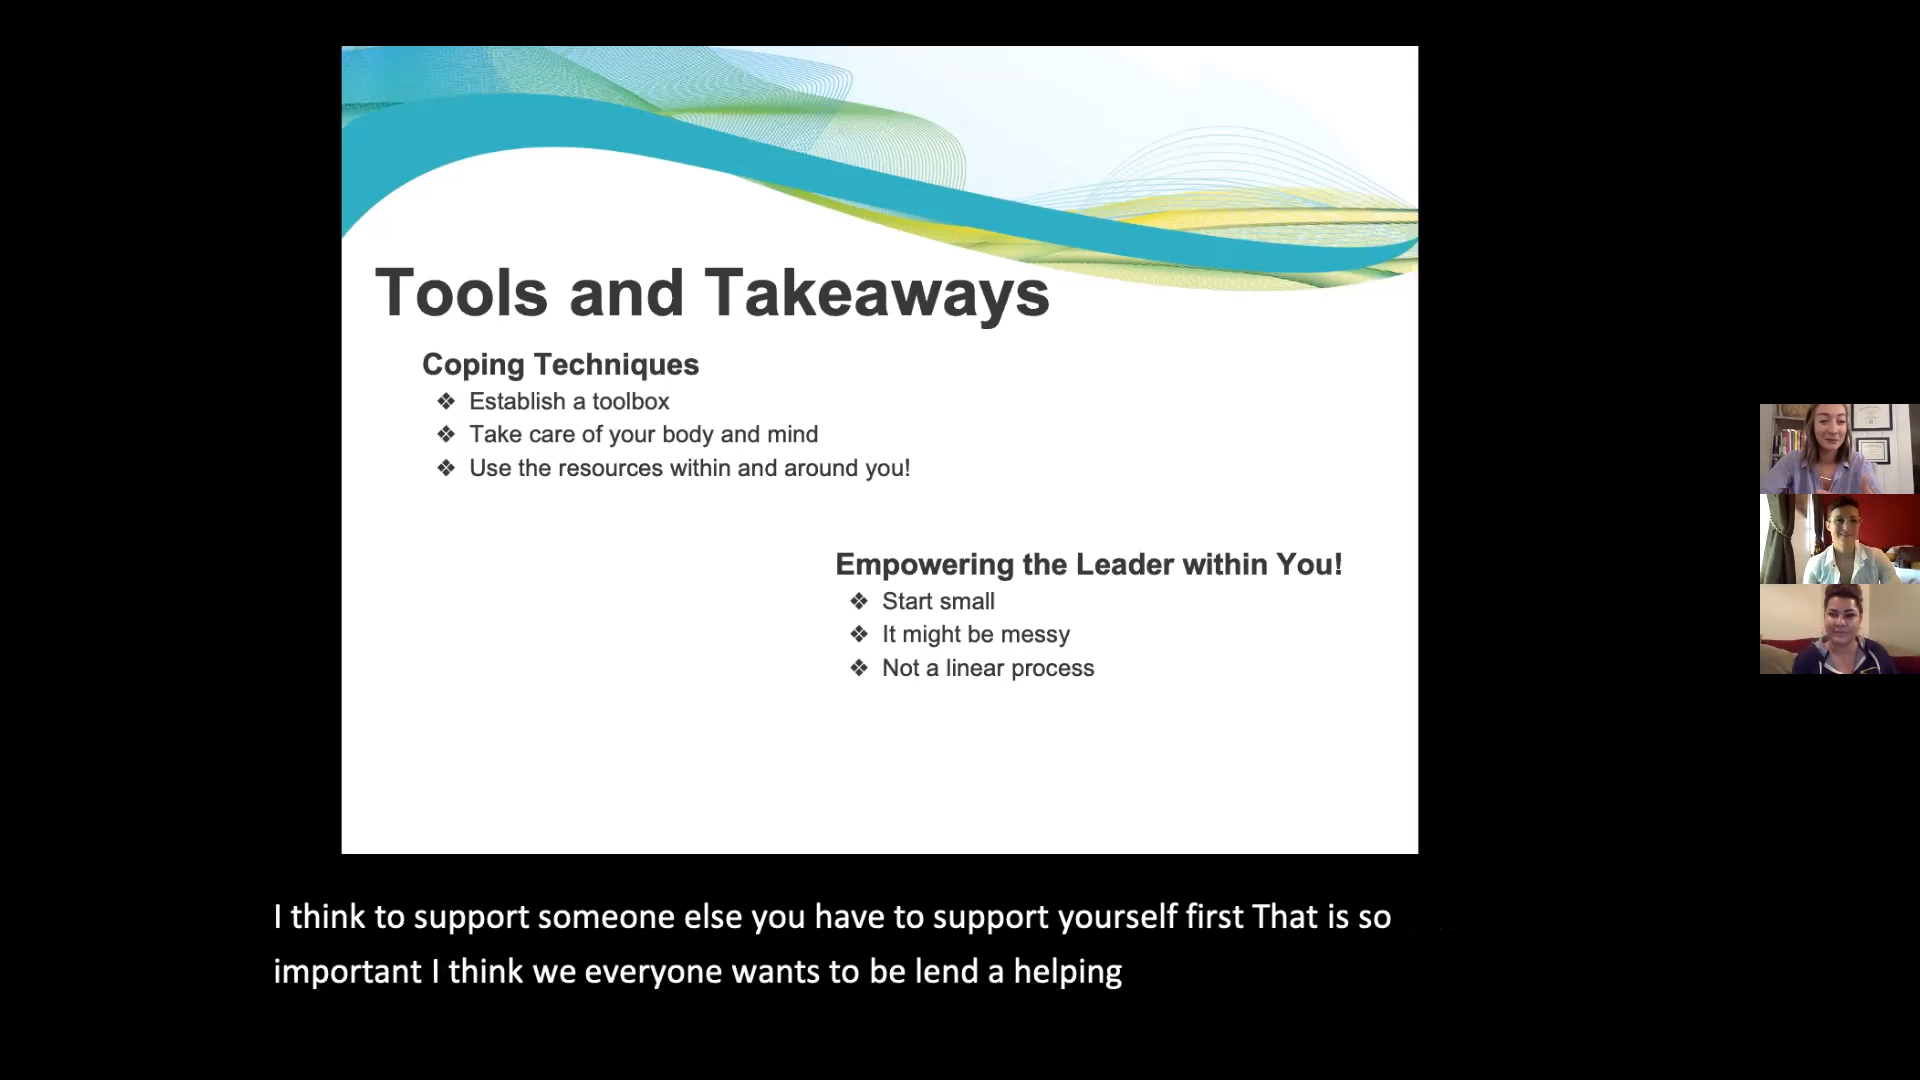 Tools and Takeaways
Coping Techniques
❖ Establish a toolbox
❖ Take care of your body and mind
❖ Use the resources within and around you!
Empowering the Leader within You!
❖ Start small
❖ It might be messy
❖ Not a linear process
I think to support someone else you have to support yourself first That is so
important I think we everyone wants to be lend a helping